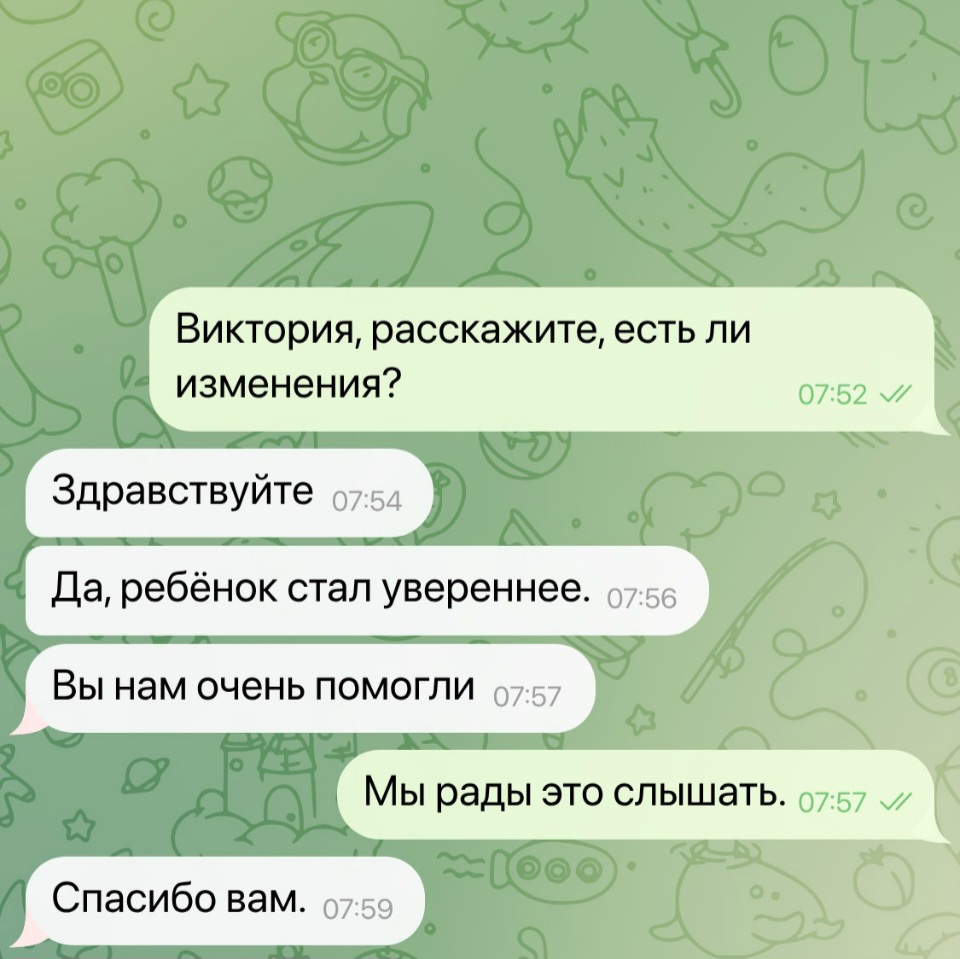 Виктория, расскажите, есть ли
изменения?
07:52
Здравствуйте 07:54
Да, ребёнок стал увереннее. 07:56
Вы нам очень помогли 07:57
Мы рады это слышать. 07:57
Спасибо вам. 07:59